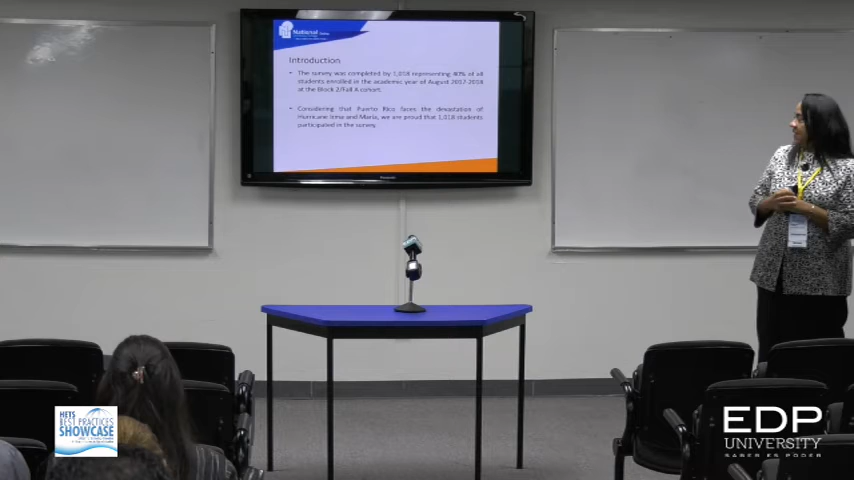 National
Introduction
• The survey was completed by 1,018 representing 40% of all
students enrolled in the academic year of August 2017-2018
at the Block 2/Fall A cohort.
• Considering that Puerto Rico faces the devastation of
Hurricane Irma and Maria, we are proud that 1,018 students
participated in the survey.
Panasonic
HETS
BEST PRACTICES
SHOWCASE
EDP
UNIVERSITY
SABER ES PODER